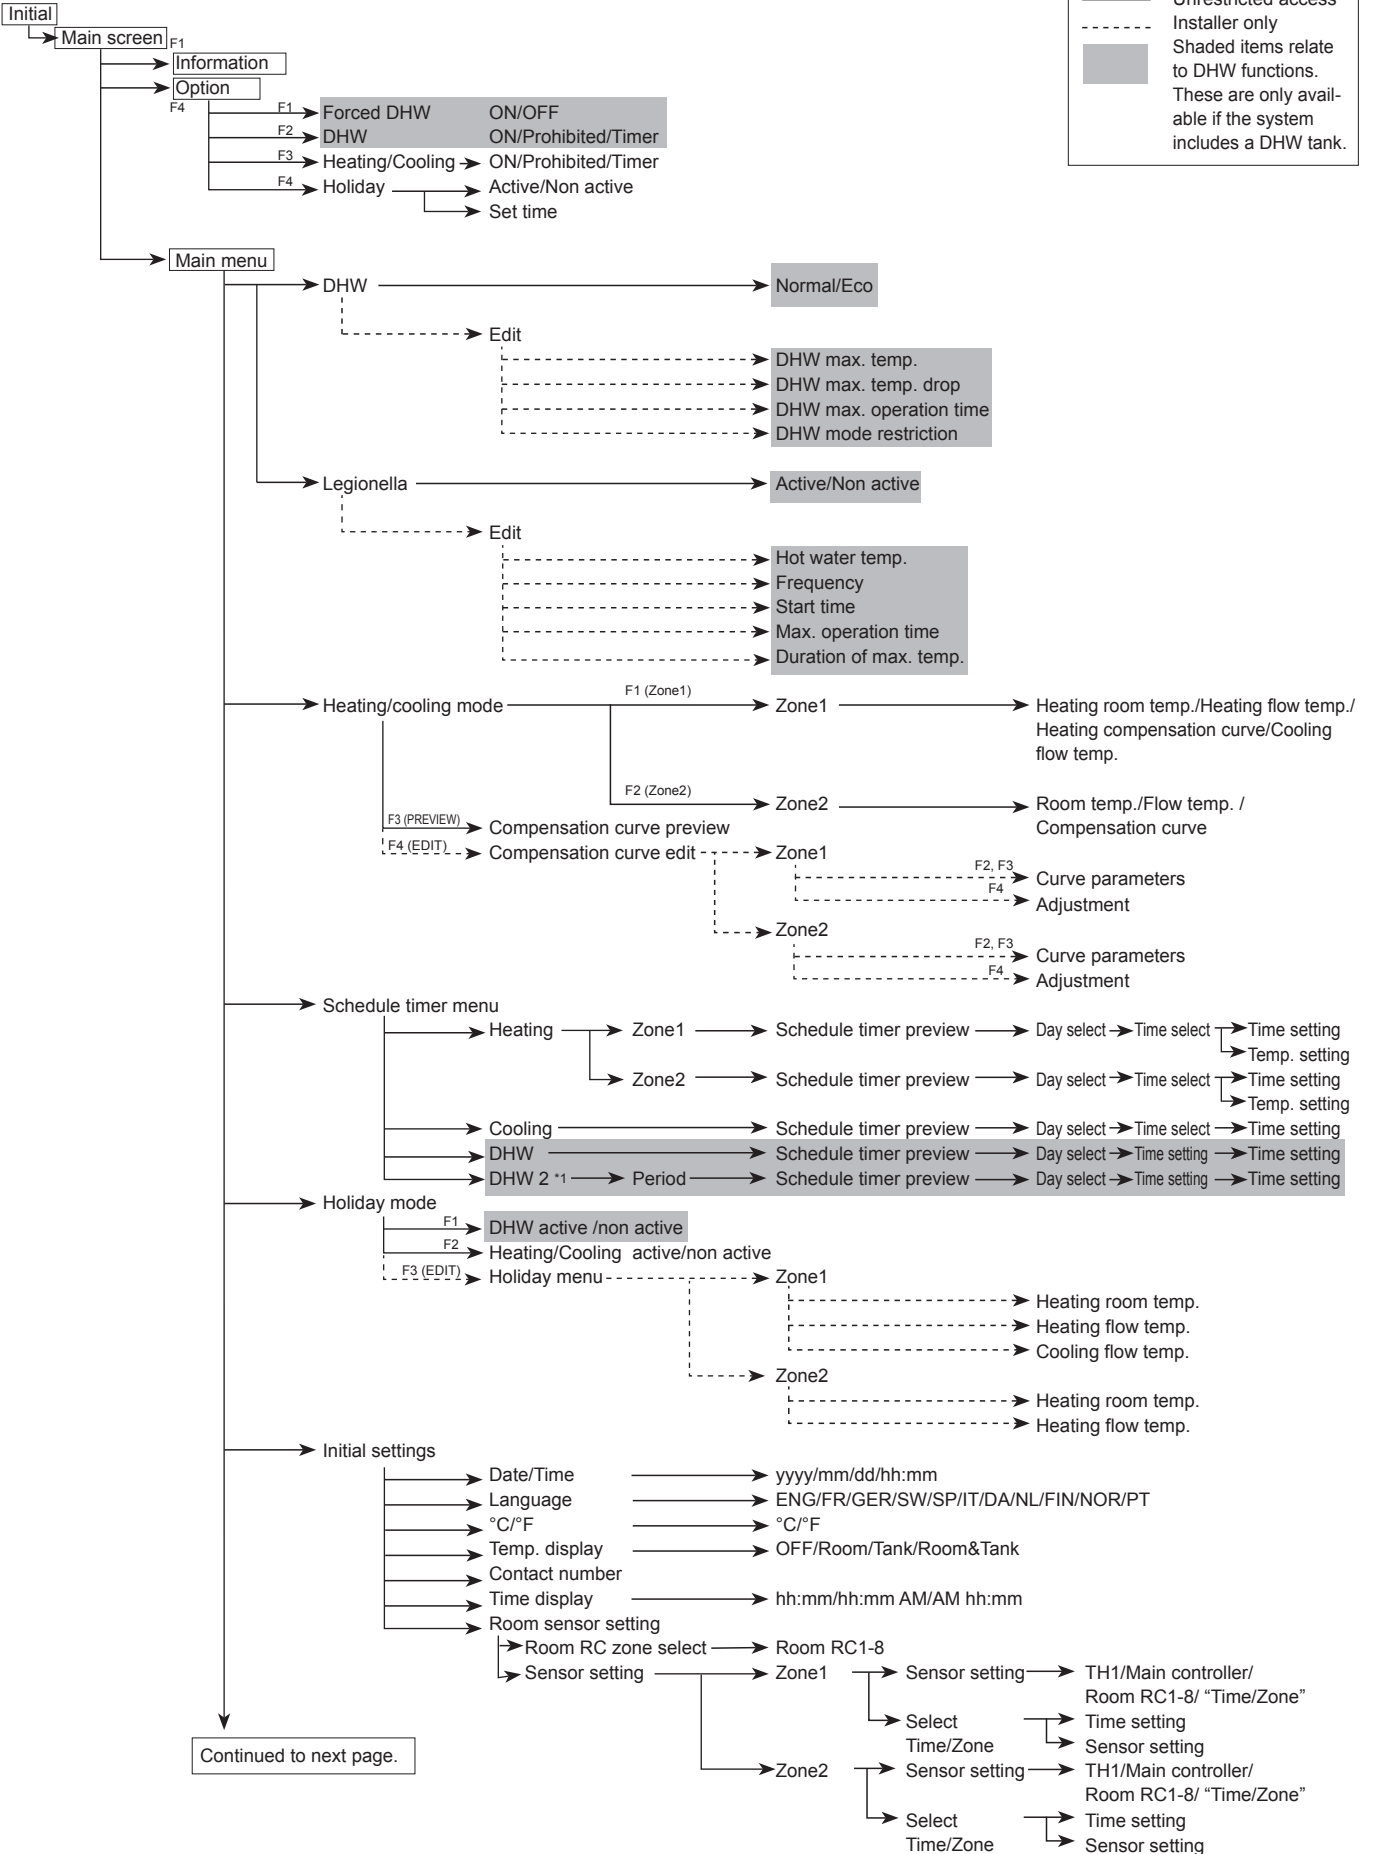 Initial
Main screen
F1
Information
Option
F4
F1 Forced DHW ON/OFF
F2 DHW ON/Prohibited/Timer
F3 Heating/Cooling ON/Prohibited/Timer
F4 Holiday Active/Non active
Set time
Unrestricted access
Installer only
Shaded items relate
to DHW functions.
These are only avail-
able if the system
includes a DHW tank.
Main menu
DHW Normal/Eco
Edit
DHW max. temp.
DHW max. temp. drop
DHW max. operation time
DHW mode restriction
Legionella Active/Non active
Edit
Hot water temp.
Frequency
Start time
Max. operation time
Duration of max. temp.
Heating/cooling mode F1 (Zone1) Zone1 Heating room temp./Heating flow temp./
Heating compensation curve/Cooling
flow temp.
F2 (Zone2) Zone2 Room temp./Flow temp. /
Compensation curve
F3 (PREVIEW) Compensation curve preview
F4 (EDIT) Compensation curve edit Zone1
F2, F3 Curve parameters
F4 Adjustment
Zone2
F2, F3 Curve parameters
F4 Adjustment
Schedule timer menu
Heating Zone1 Schedule timer preview Day select Time select Time setting
Temp. setting
Zone2 Schedule timer preview Day select Time select Time setting
Temp. setting
Cooling Schedule timer preview Day select Time select Time setting
DHW Schedule timer preview Day select Time setting Time setting
DHW 2 *1 Period Schedule timer preview Day select Time setting Time setting
Holiday mode
F1 DHW active /non active
F2 Heating/Cooling active/non active
F3 (EDIT) Holiday menu Zone1
Heating room temp.
Heating flow temp.
Cooling flow temp.
Zone2
Heating room temp.
Heating flow temp.
Initial settings
Date/Time yyyy/mm/dd/hh:mm
Language ENG/FR/GER/SW/SP/IT/DA/NL/FIN/NOR/PT
°C/°F °C/°F
Temp. display OFF/Room/Tank/Room&Tank
Contact number
Time display hh:mm/hh:mm AM/AM hh:mm
Room sensor setting
Room RC zone select Room RC1-8
Sensor setting Zone1 Sensor setting TH1/Main controller/
Room RC1-8/ “Time/Zone”
Select Time setting
Time/Zone Sensor setting
Zone2 Sensor setting TH1/Main controller/
Room RC1-8/ “Time/Zone”
Select Time setting
Time/Zone Sensor setting
Continued to next page.